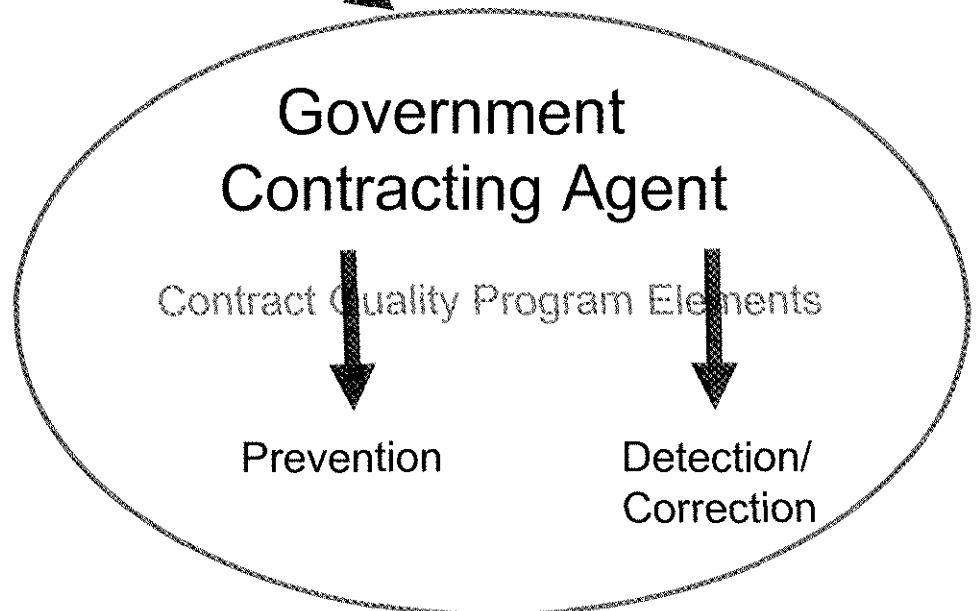 Government
Contracting Agent
Contract Quality Program Elements
Prevention
Detection/
Correction